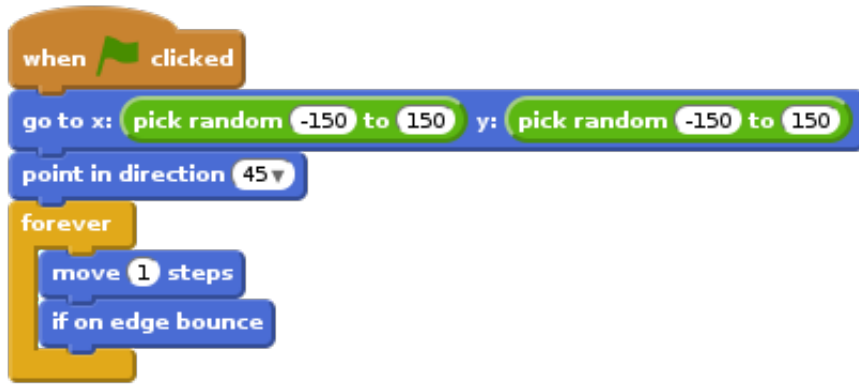 when clicked
go to x: pick random -150 to 150 y: pick random -150 to 150
point in direction 45
forever
move 1 steps
if on edge bounce